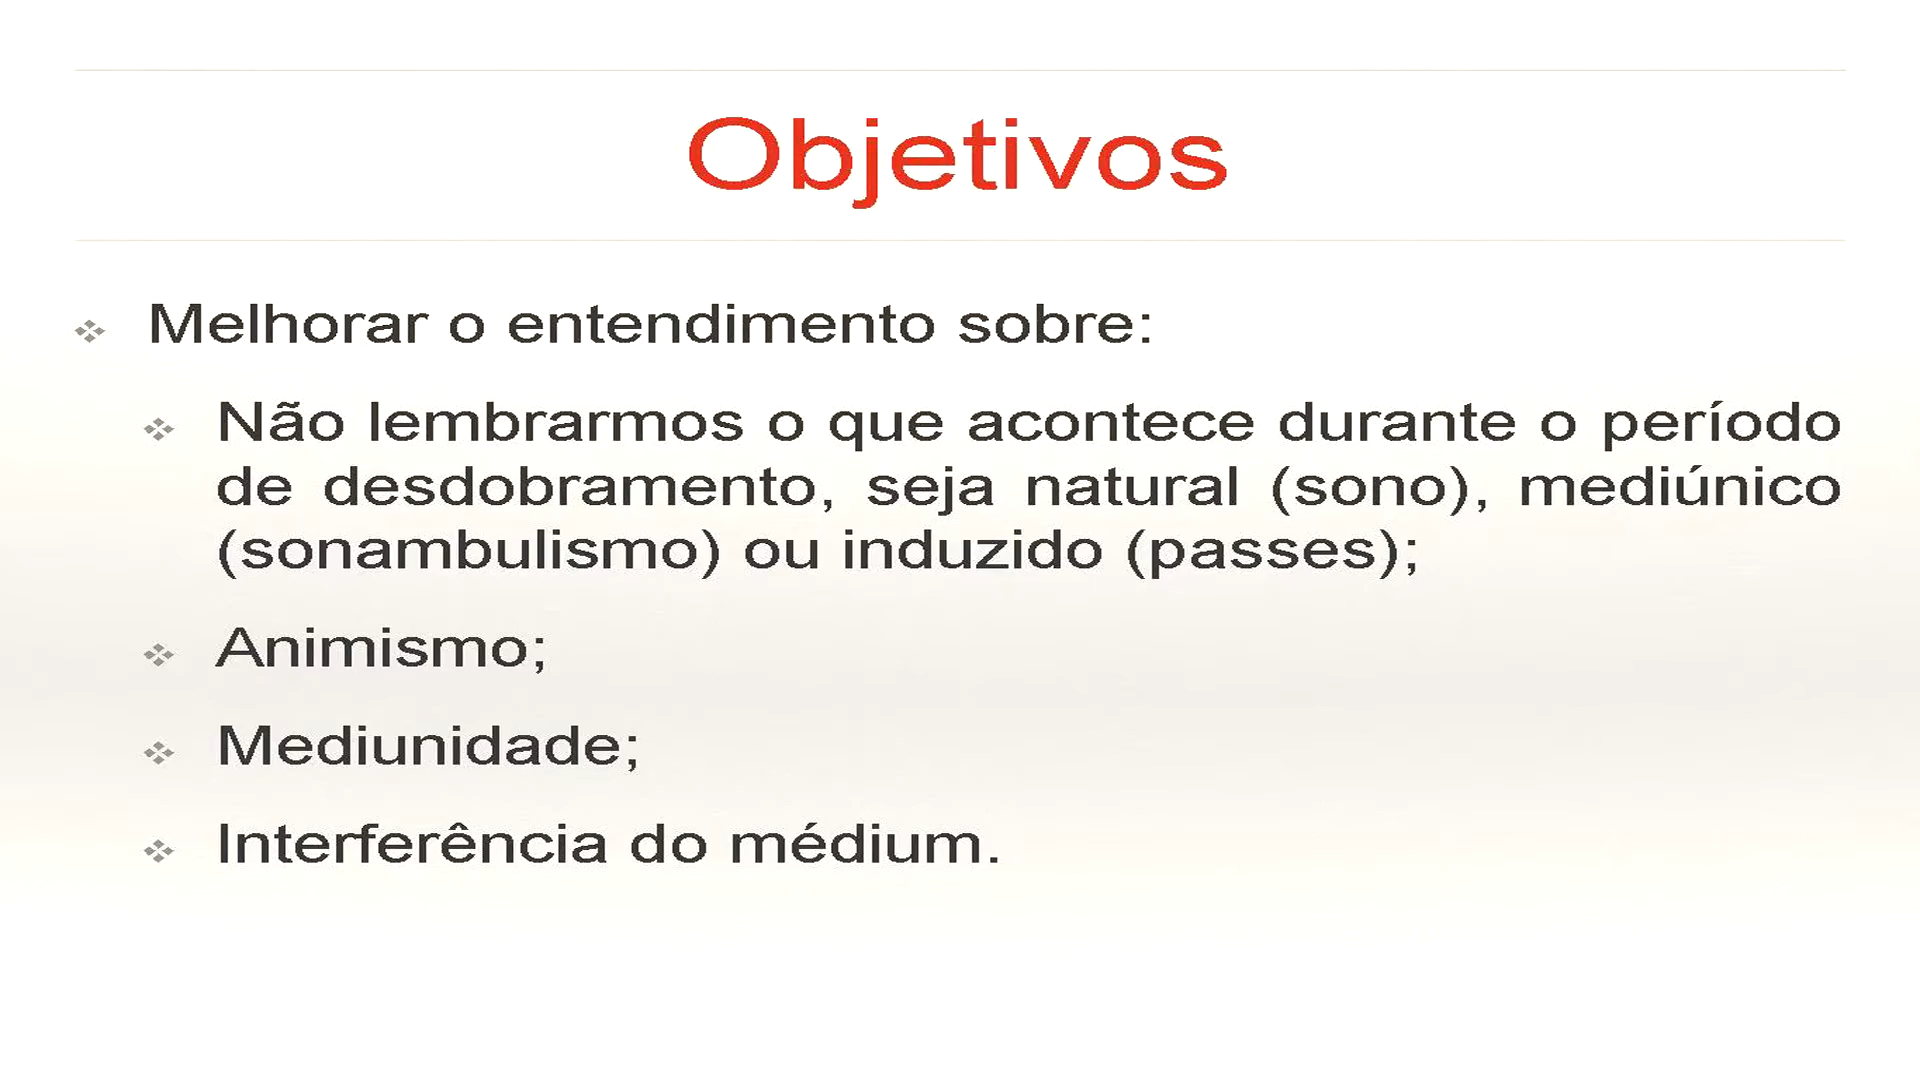 Objetivos
Melhorar o entendimento sobre:
Não lembrarmos o que acontece durante o período
de desdobramento, seja natural (sono), mediúnico
(sonambulismo) ou induzido (passes);
Animismo;
Mediunidade;
Interferência do médium.